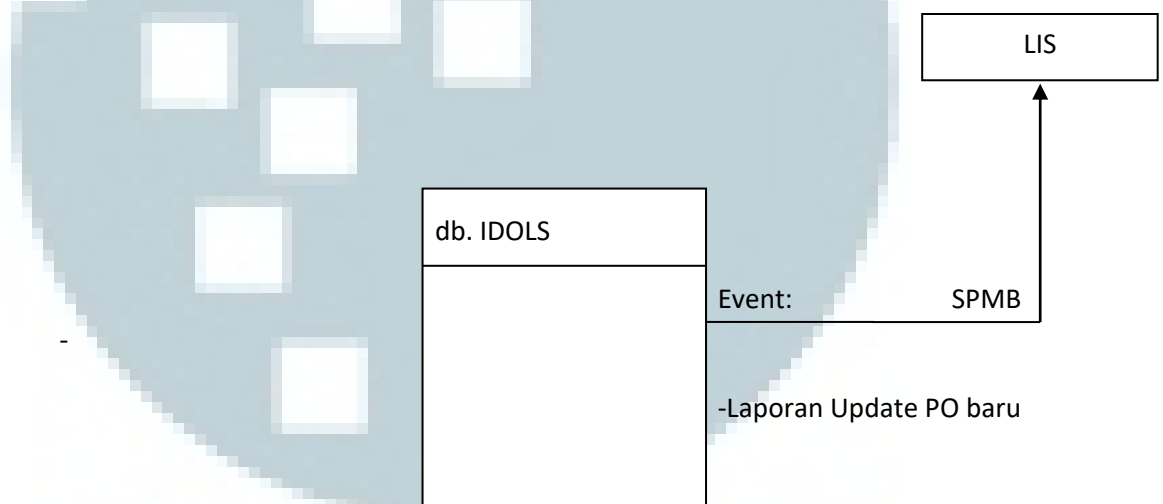 LIS
db. IDOLS
Event: SPMB
-
-Laporan Update PO baru